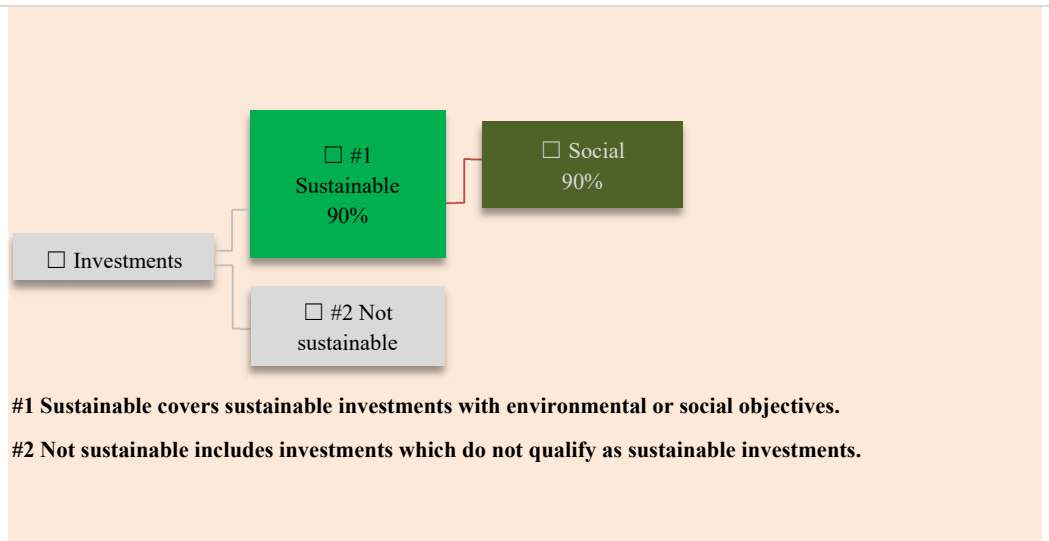 ☐ #1
Sustainable
90%
☐ Social
90%
☐ Investments
☐ #2 Not
sustainable
#1 Sustainable covers sustainable investments with environmental or social objectives.
#2 Not sustainable includes investments which do not qualify as sustainable investments.